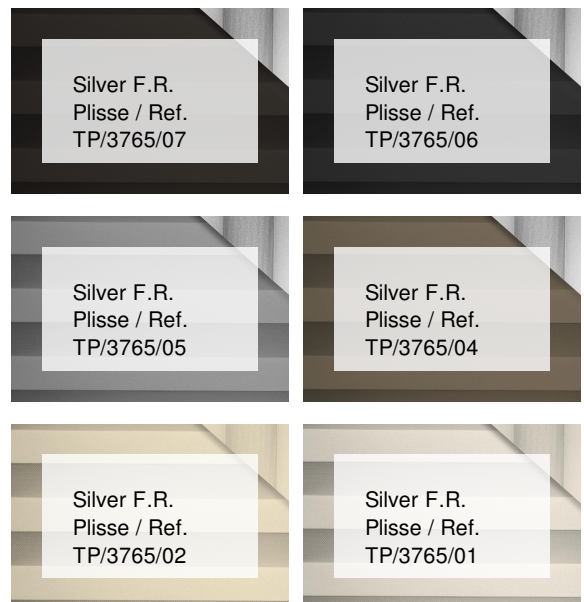 Silver F.R.
Plisse / Ref.
TP/3765/07
Silver F.R.
Plisse / Ref.
TP/3765/06
Silver F.R.
Plisse / Ref.
TP/3765/05
Silver F.R.
Plisse / Ref.
TP/3765/04
Silver F.R.
Plisse / Ref.
TP/3765/02
Silver F.R.
Plisse / Ref.
TP/3765/01